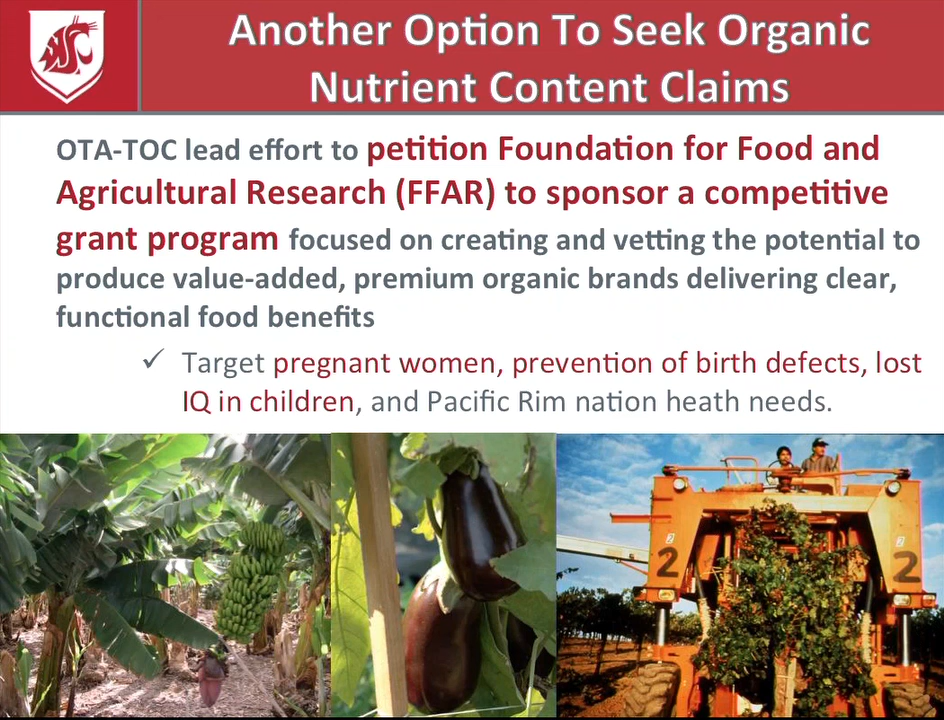 Another Option To Seek Organic
Nutrient Content Claims
OTA-TOC lead effort to petition Foundation for Food and
Agricultural Research (FFAR) to sponsor a competitive
grant program focused on creating and vetting the potential to
produce value-added, premium organic brands delivering clear,
functional food benefits
✓ Target pregnant women, prevention of birth defects, lost
IQ in children, and Pacific Rim nation heath needs.
2 2
2 2